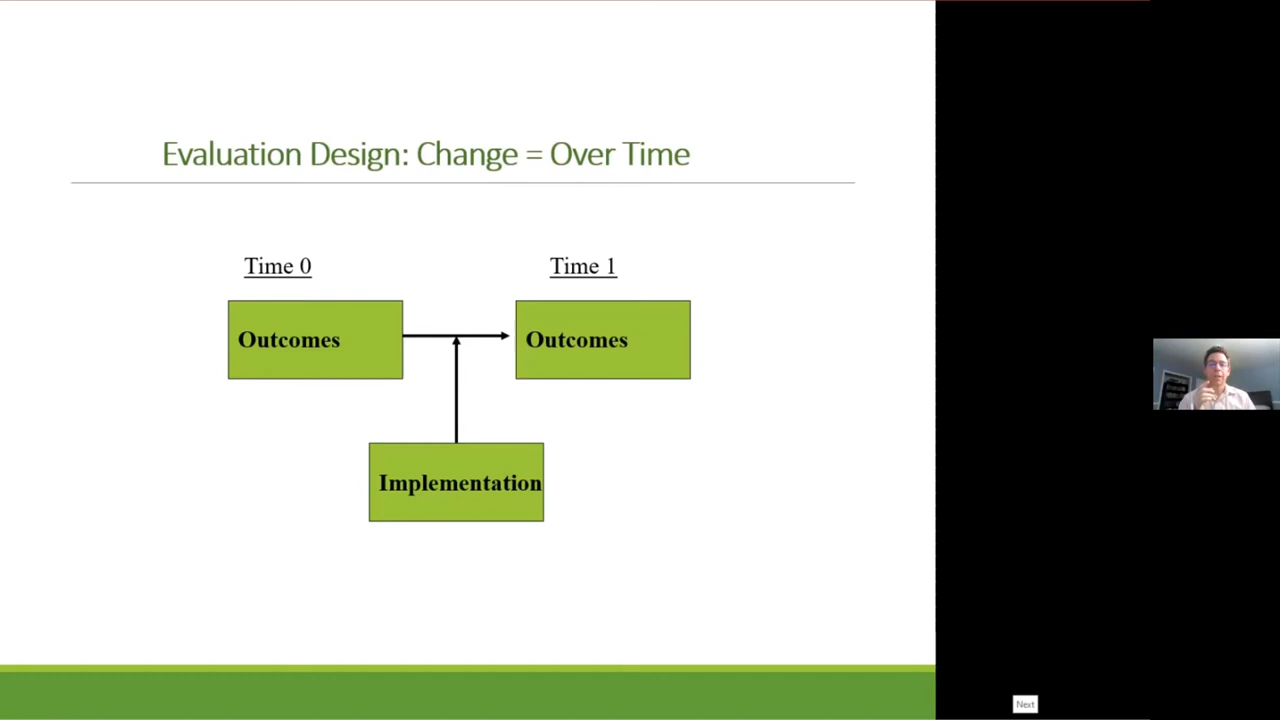 Evaluation Design: Change = Over Time
Time 0
Time 1
Outcomes
Outcomes
Implementation
Next